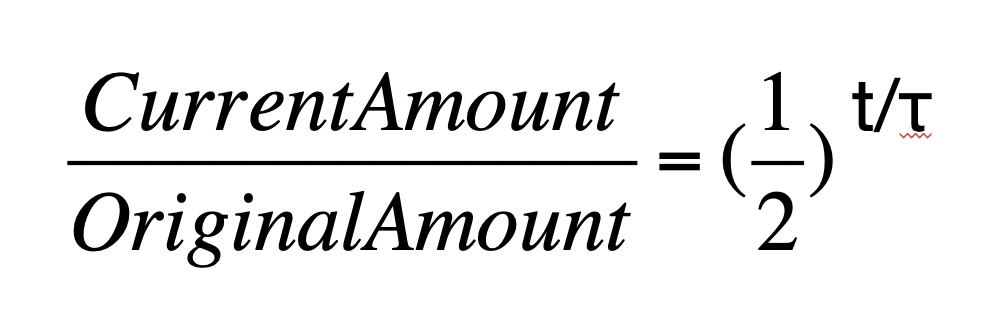 CurrentAmount
OriginalAmount
= (1/2) t/τ